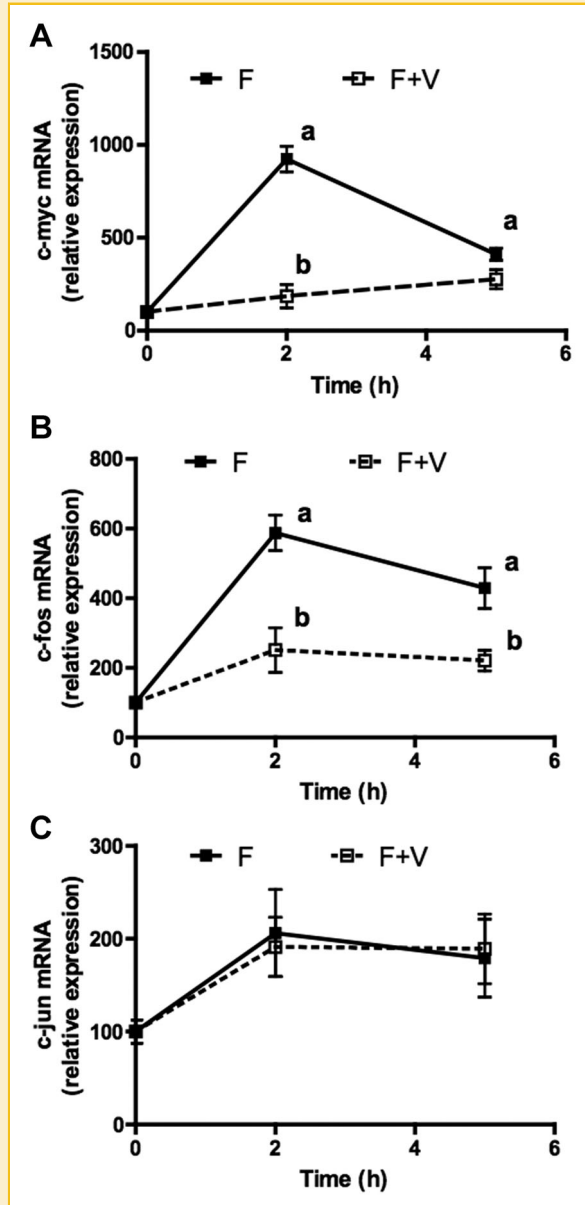 A
1500
F
F+V
1000
500
0
a
a
b
c-myc mRNA
(relative expression)
0
2
4
6
Time (h)
B
800
F
F+V
600
400
200
0
a
a
b
b
c-fos mRNA
(relative expression)
0
2
4
6
Time (h)
C
300
F
F+V
200
100
0
c-jun mRNA
(relative expression)
0
2
4
6
Time (h)